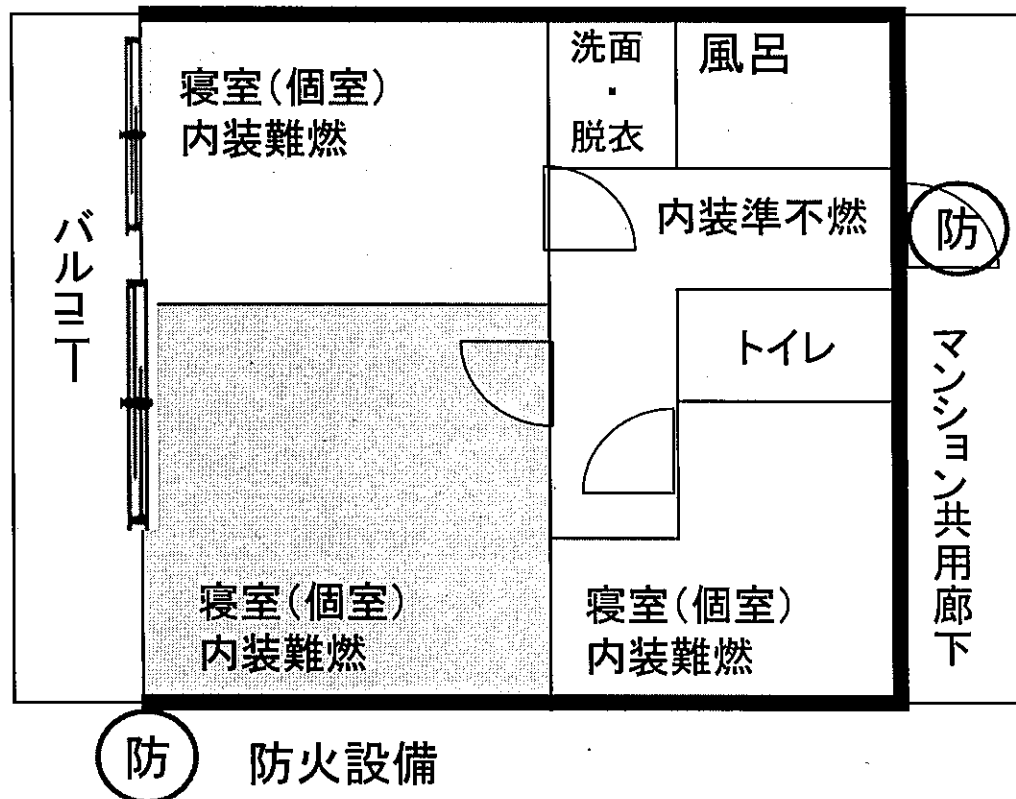 寝室(個室)
内装難燃
洗面
・
脱衣
風呂
内装準不燃
防
バルコニー
トイレ
マンション共用廊下
寝室(個室)
内装難燃
寝室(個室)
内装難燃
防
防火設備